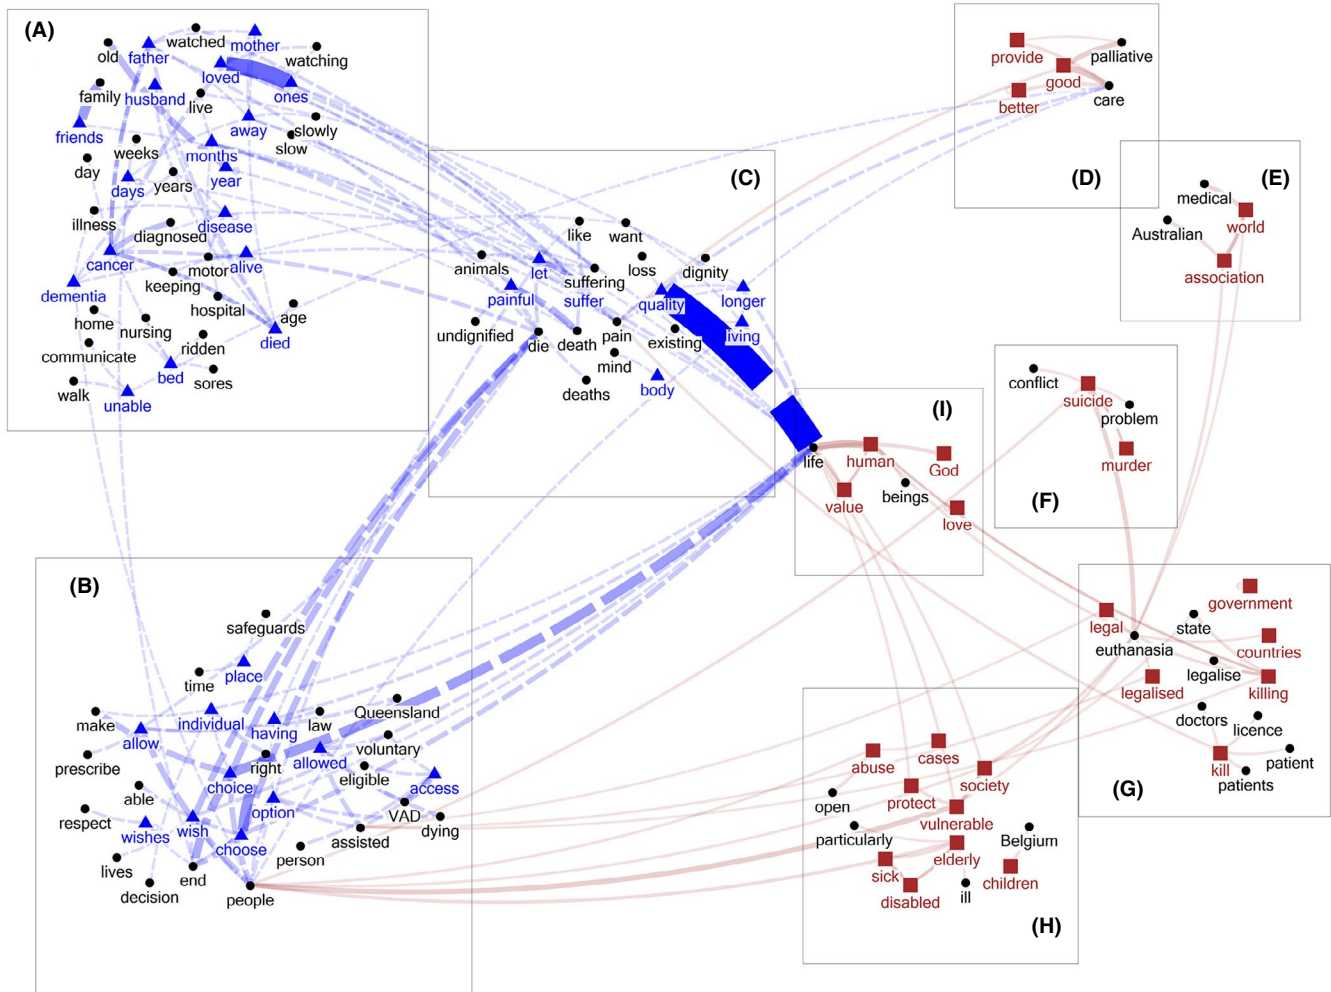 (A)
watched
mother
old
father
watching
loved
ones
family
husband
live
friends
away
slowly
slow
weeks
months
day
days
years
year
illness
diagnosed
disease
cancer
motor
alive
dementia
keeping
hospital
age
home
nursing
communicate
ridden
died
walk
bed
sores
unable
(C)
like
want
animals
let
loss
dignity
suffering
painful
suffer
quality
longer
undignified
die
death
pain
existing
living
mind
deaths
body
provide
palliative
good
better
care
(D)
(E)
medical
world
Australian
association
conflict
suicide
problem
murder
(F)
(I)
life
human
God
value
beings
love
(B)
safeguards
time
place
make
individual
having
law
Queensland
allow
right
allowed
voluntary
prescribe
choice
eligible
able
option
access
respect
wishes
wish
VAD
dying
choose
assisted
lives
end
person
decision
people
government
legal
state
euthanasia
countries
legalise
legalised
killing
doctors
licence
kill
patient
patients
(G)
abuse
cases
society
open
protect
vulnerable
particularly
Belgium
elderly
sick
children
disabled
ill
(H)